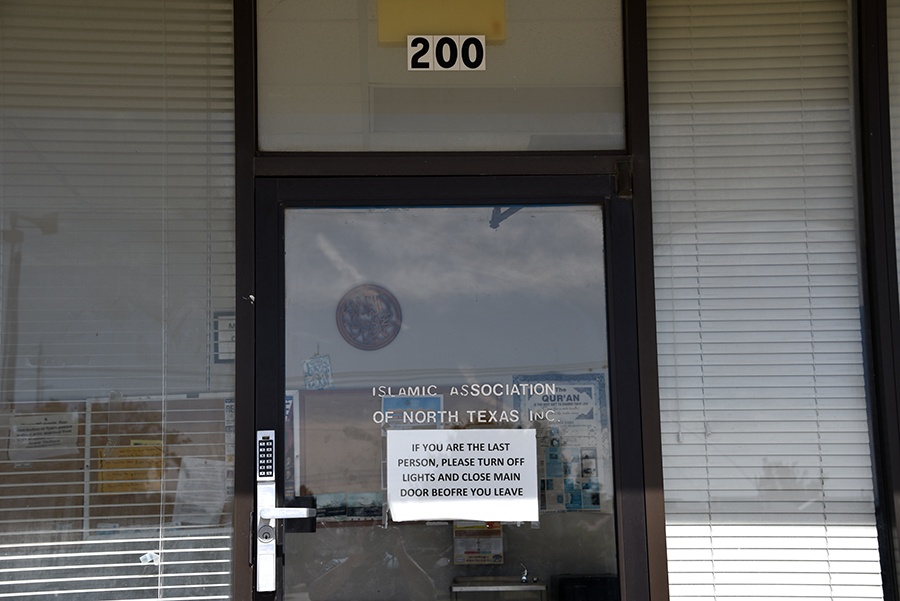 200
ISLAMIC ASSOCIATION
OF NORTH TEXAS INC.
The
QUR'AN
IF YOU ARE THE LAST
PERSON, PLEASE TURN OFF
LIGHTS AND CLOSE MAIN
DOOR BEOFRE YOU LEAVE